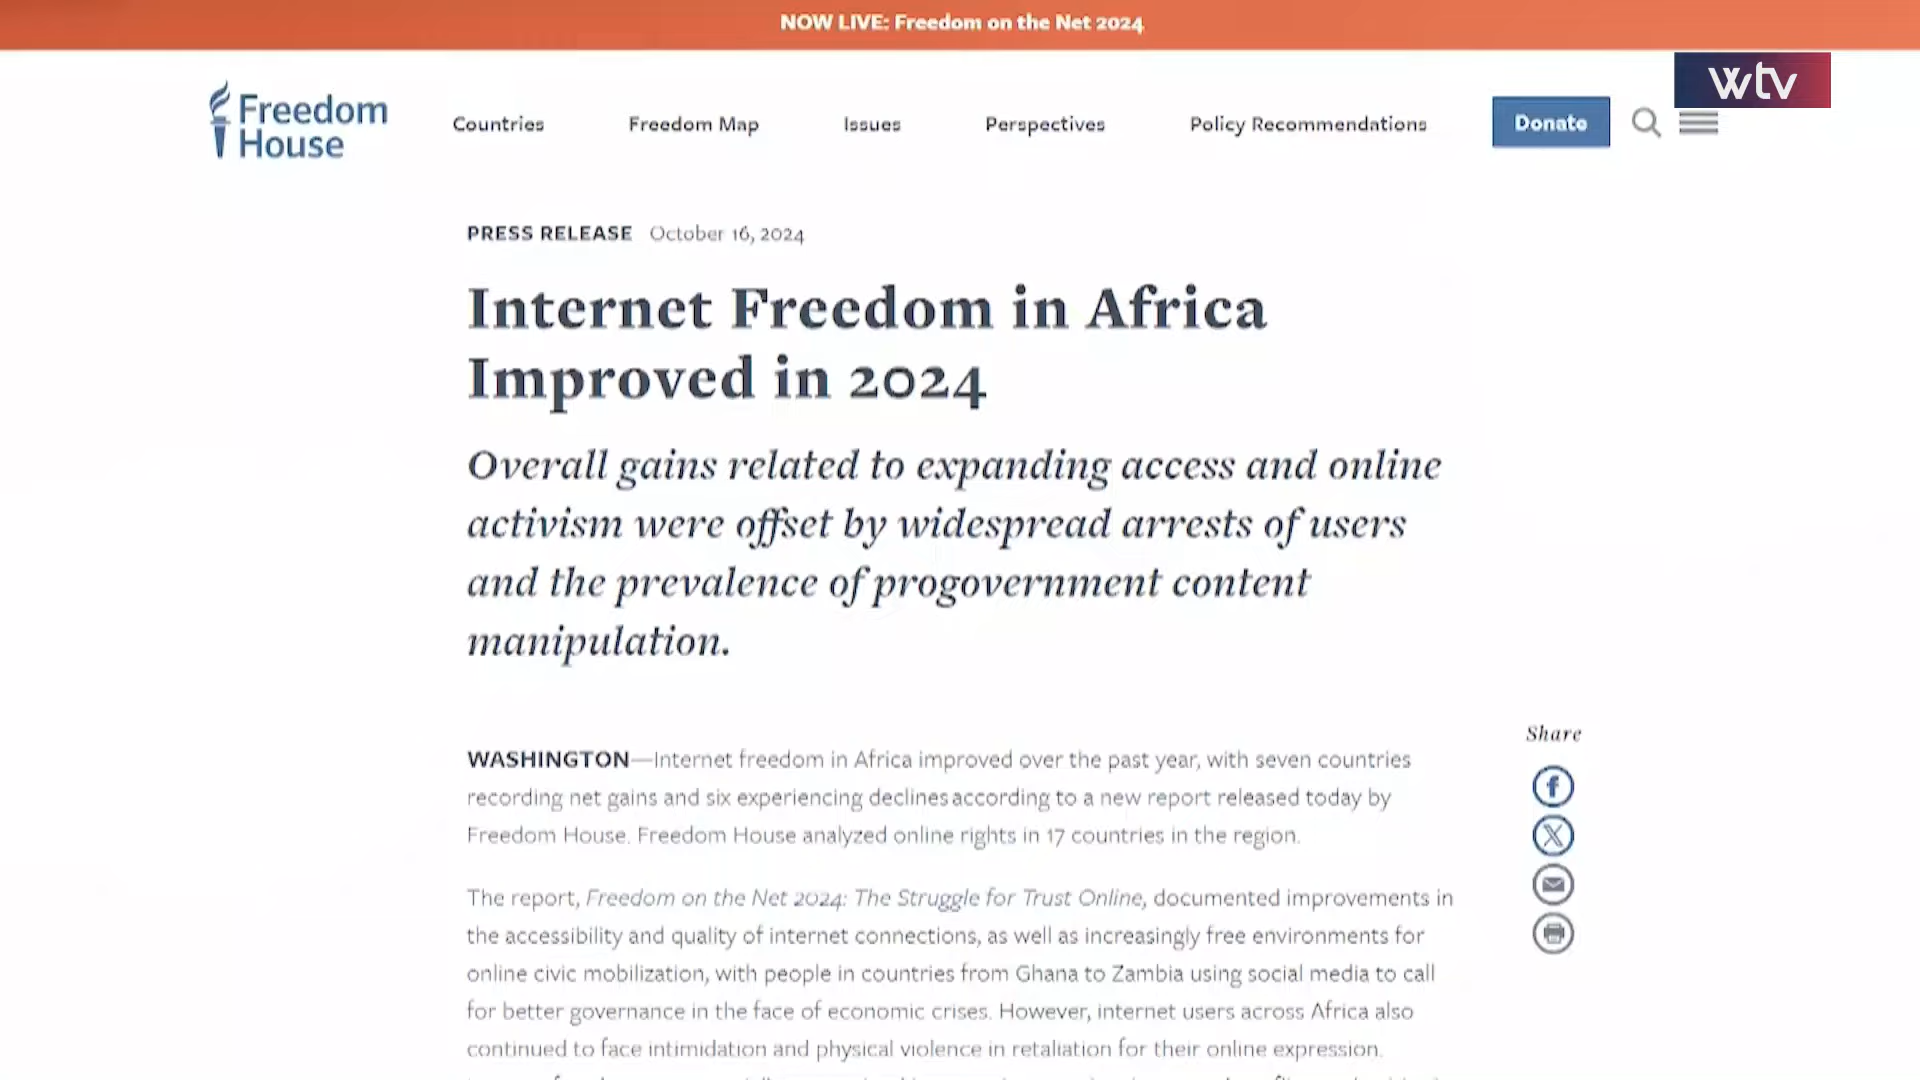 NOW LIVE: Freedom on the Net 2024
wtv
Freedom
House
Countries
Freedom Map
Issues
Perspectives
Policy Recommendations
Donate
PRESS RELEASE October 16, 2024
Internet Freedom in Africa
Improved in 2024
Overall gains related to expanding access and online
activism were offset by widespread arrests of users
and the prevalence of progovernment content
manipulation.
Share
WASHINGTON—Internet freedom in Africa improved over the past year, with seven countries
recording net gains and six experiencing declines according to a new report released today by
Freedom House. Freedom House analyzed online rights in 17 countries in the region.
The report, Freedom on the Net 2024: The Struggle for Trust Online, documented improvements in
the accessibility and quality of internet connections, as well as increasingly free environments for
online civic mobilization, with people in countries from Ghana to Zambia using social media to call
for better governance in the face of economic crises. However, internet users across Africa also
continued to face intimidation and physical violence in retaliation for their online expression.